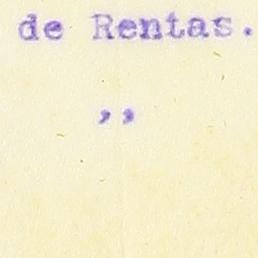 de Rentas.
,,